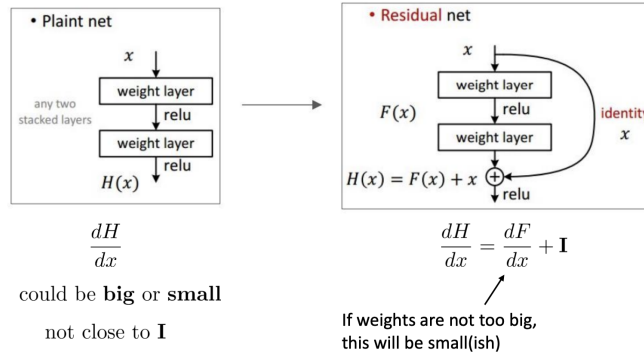 • Plaint net
x
weight layer
any two
stacked layers
relu
weight layer
relu
H(x)
dH
dx
could be big or small
not close to I
• Residual net
x
weight layer
F(x)
relu
weight layer
identity
x
H(x) = F(x) + x
relu
dH/dx = dF/dx + I
If weights are not too big,
this will be small(ish)